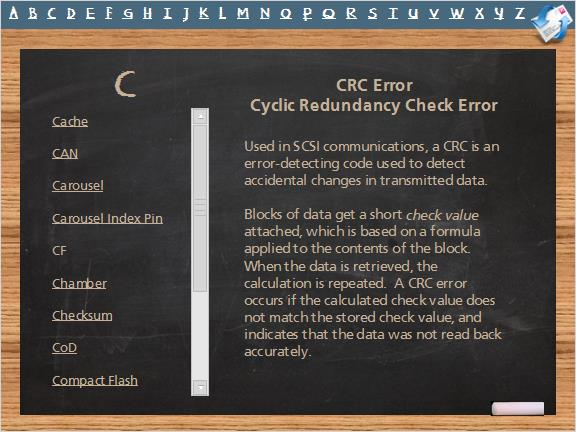 A B C D E F G H I J K L M N O P Q R S T U V W X Y Z
C
Cache
CAN
Carousel
Carousel Index Pin
CF
Chamber
Checksum
CoD
Compact Flash
CRC Error
Cyclic Redundancy Check Error
Used in SCSI communications, a CRC is an
error-detecting code used to detect
accidental changes in transmitted data.
Blocks of data get a short check value
attached, which is based on a formula
applied to the contents of the block.
When the data is retrieved, the
calculation is repeated. A CRC error
occurs if the calculated check value does
not match the stored check value, and
indicates that the data was not read back
accurately.